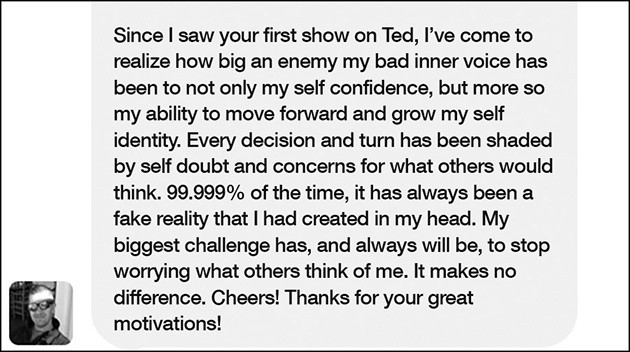 Since I saw your first show on Ted, I've come to
realize how big an enemy my bad inner voice has
been to not only my self confidence, but more so
my ability to move forward and grow my self
identity. Every decision and turn has been shaded
by self doubt and concerns for what others would
think. 99.999% of the time, it has always been a
fake reality that I had created in my head. My
biggest challenge has, and always will be, to stop
worrying what others think of me. It makes no
difference. Cheers! Thanks for your great
motivations!